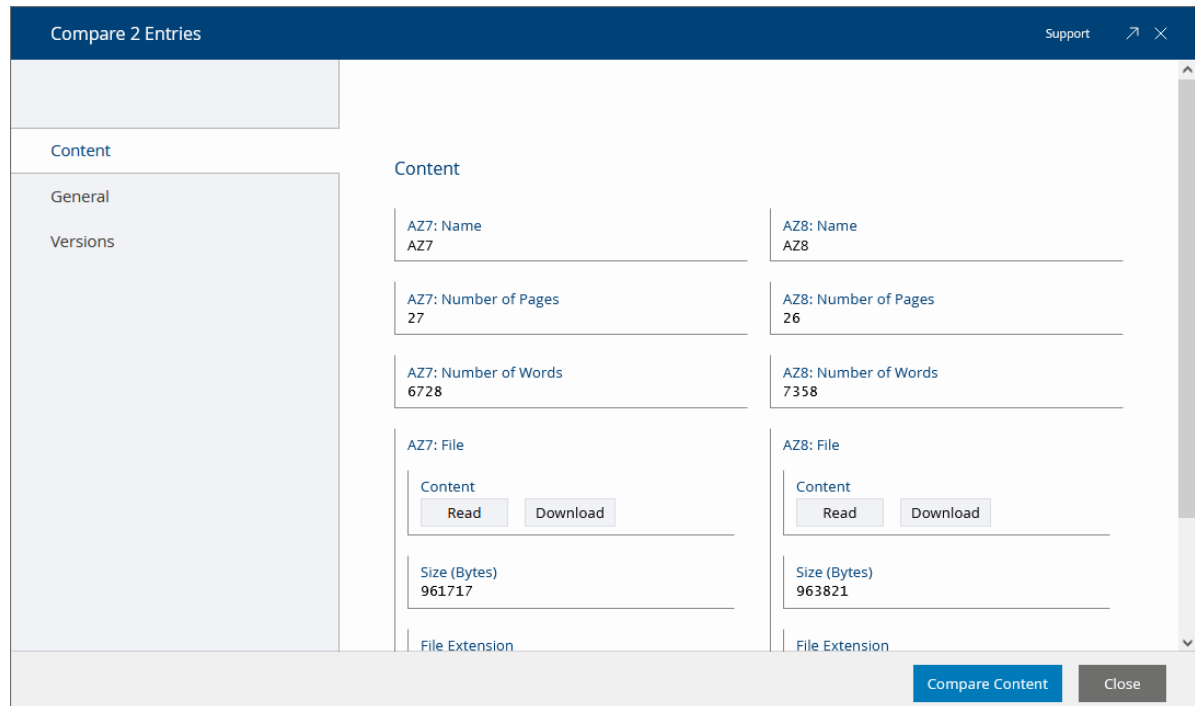 Compare 2 Entries
Support
Content
General
Versions
Content
AZ7: Name
AZ7
AZ8: Name
AZ8
AZ7: Number of Pages
27
AZ8: Number of Pages
26
AZ7: Number of Words
6728
AZ8: Number of Words
7358
AZ7: File
Content
Read
Download
Size (Bytes)
961717
File Extension
AZ8: File
Content
Read
Download
Size (Bytes)
963821
File Extension
Compare Content
Close